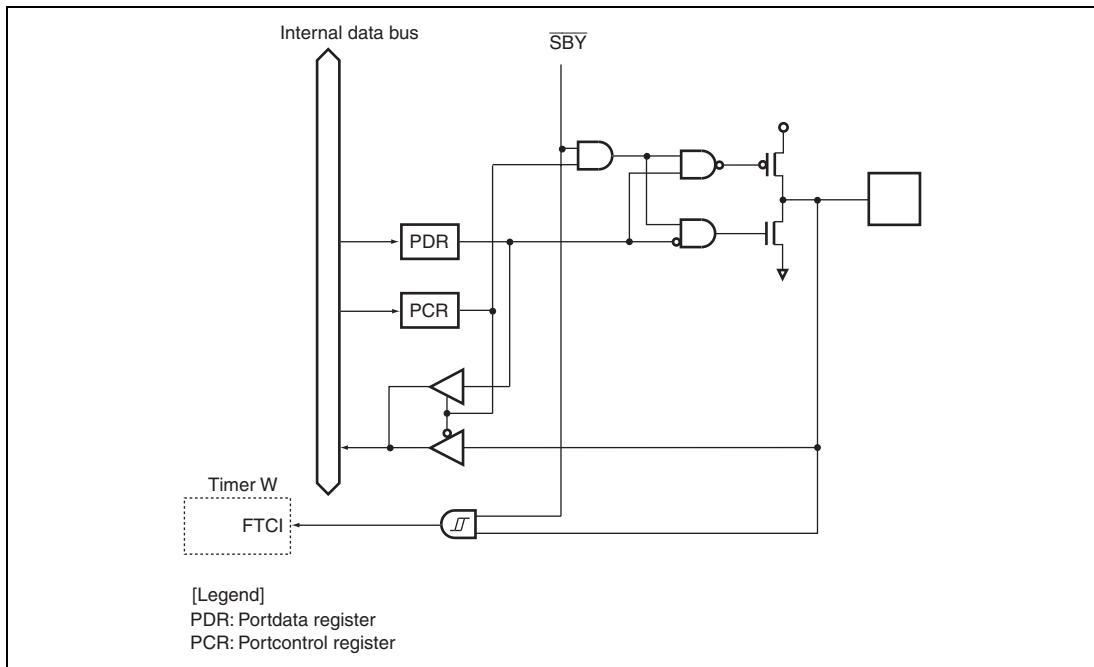 Internal data bus
SBY
PDR
PCR
Timer W
FTCI
[Legend]
PDR: Portdata register
PCR: Portcontrol register